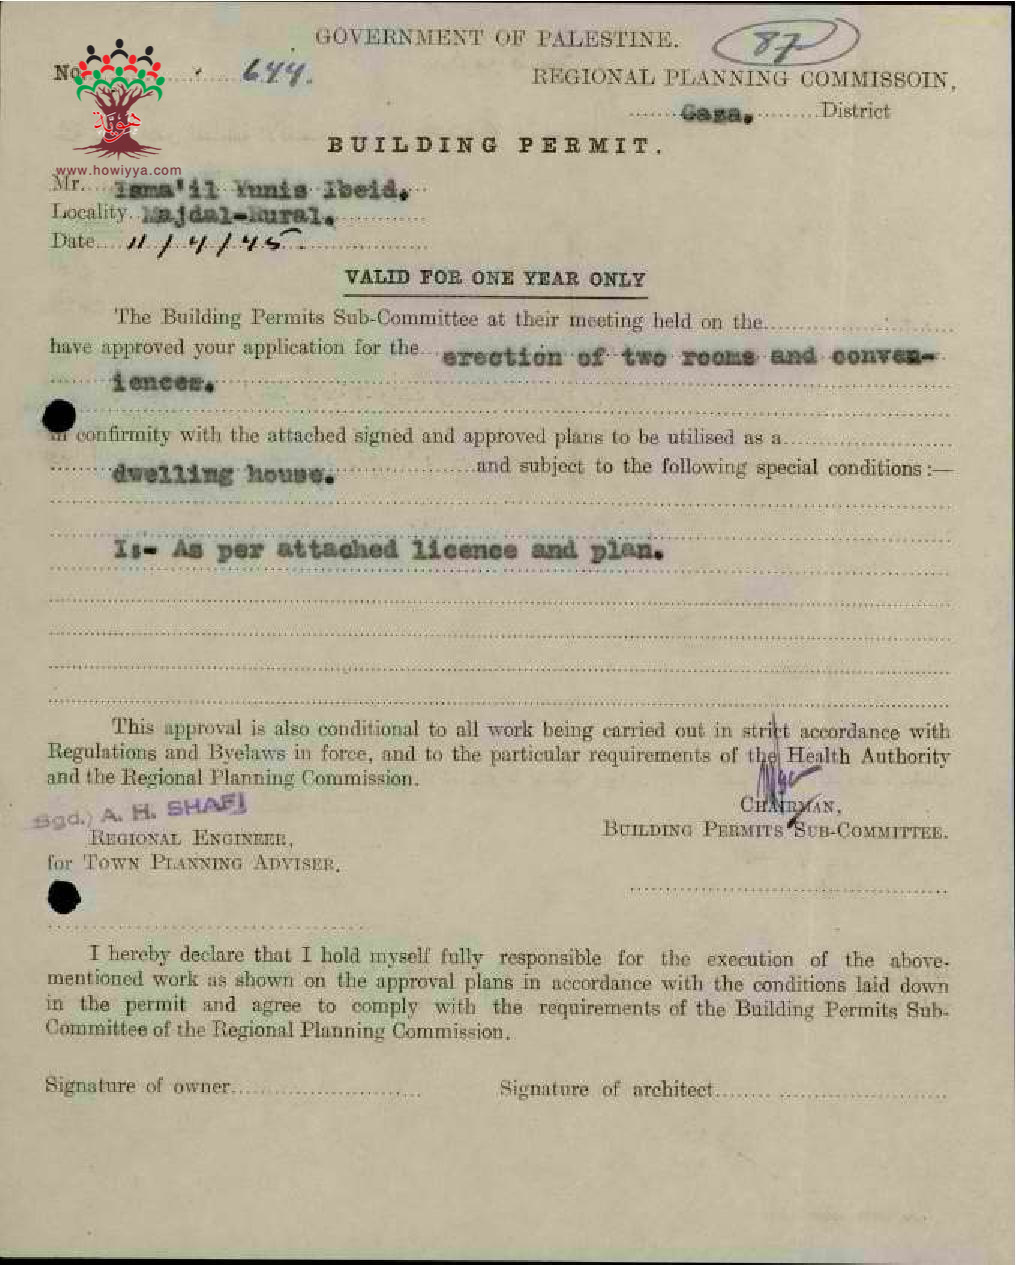 GOVERNMENT OF PALESTINE.
87
No. 644.
REGIONAL PLANNING COMMISSOIN,
Gaza. District
BUILDING PERMIT.
www.howiyya.com
Mr. Isma'il Yunis Ibeid.
Locality. Majdal-Rural.
Date 11/4/45.
VALID FOR ONE YEAR ONLY
The Building Permits Sub-Committee at their meeting held on the
have approved your application for the erection of two rooms and conven-
iences.
in confirmity with the attached signed and approved plans to be utilised as a
dwelling house. and subject to the following special conditions :—
I:- As per attached licence and plan.
This approval is also conditional to all work being carried out in strict accordance with
Regulations and Byelaws in force, and to the particular requirements of the Health Authority
and the Regional Planning Commission.
Sgd.) A. H. SHAFI
CHAIRMAN,
REGIONAL ENGINEER,
BUILDING PERMITS SUB-COMMITTEE.
for TOWN PLANNING ADVISER.
I hereby declare that I hold myself fully responsible for the execution of the above-
mentioned work as shown on the approval plans in accordance with the conditions laid down
in the permit and agree to comply with the requirements of the Building Permits Sub-
Committee of the Regional Planning Commission.
Signature of owner
Signature of architect